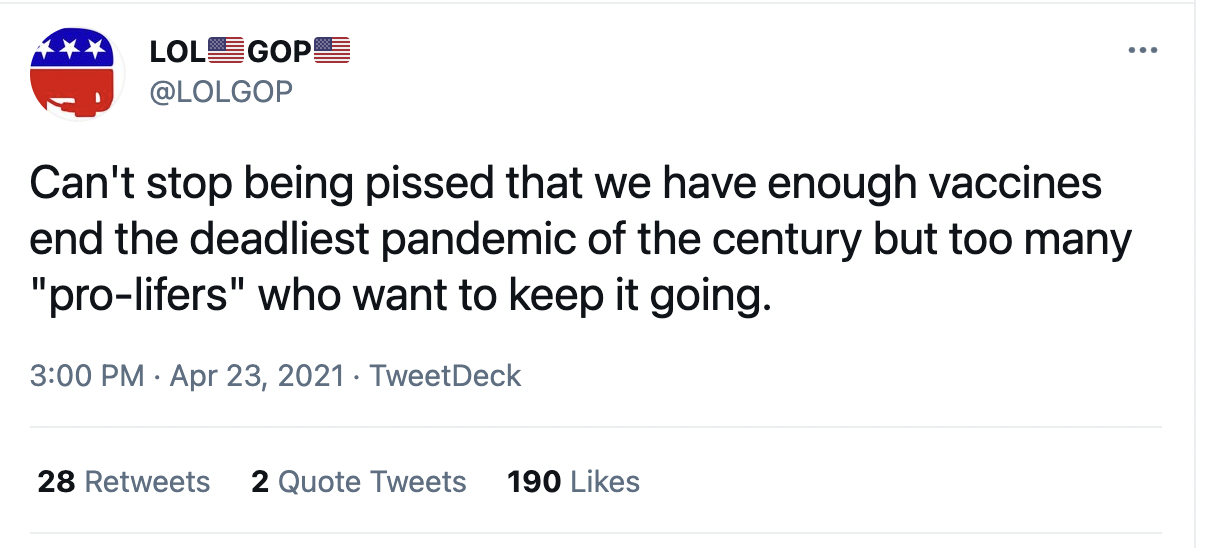 LOL🇺🇸GOP🇺🇸
@LOLGOP
Can't stop being pissed that we have enough vaccines
end the deadliest pandemic of the century but too many
"pro-lifers" who want to keep it going.
3:00 PM · Apr 23, 2021 · TweetDeck
28 Retweets 2 Quote Tweets 190 Likes